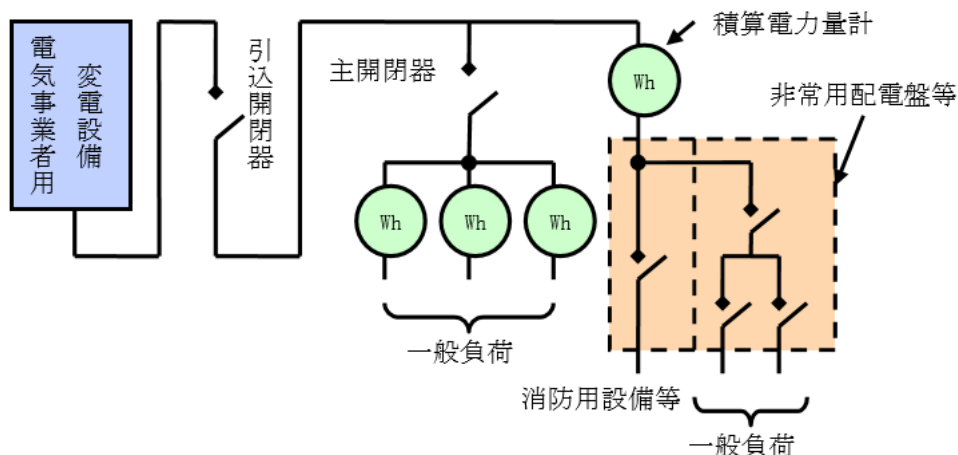 電気事業者用
変電設備
引込開閉器
主開閉器
積算電力量計
非常用配電盤等
Wh
Wh
Wh
Wh
一般負荷
消防用設備等
一般負荷